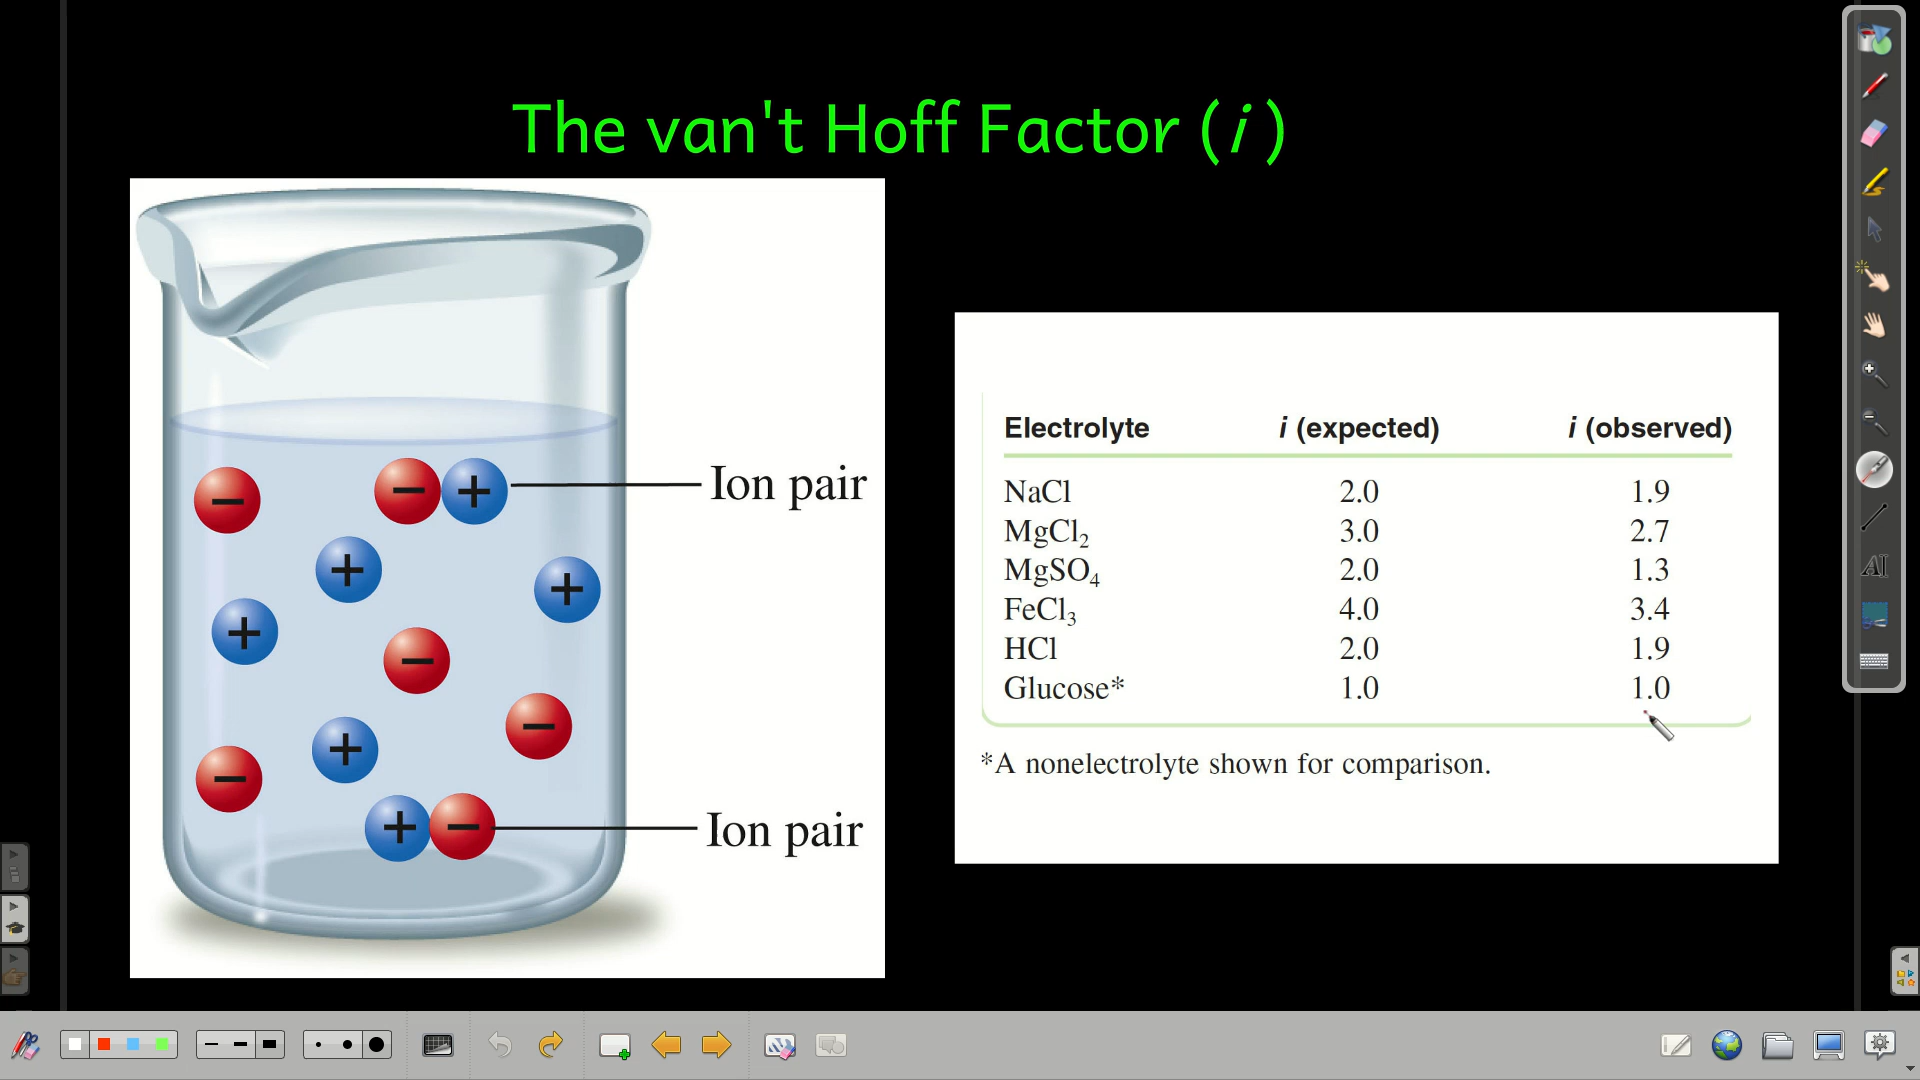 The van't Hoff Factor (i)
Ion pair
Ion pair
Electrolyte i (expected) i (observed)
NaCl 2.0 1.9
MgCl₂ 3.0 2.7
MgSO₄ 2.0 1.3
FeCl₃ 4.0 3.4
HCl 2.0 1.9
Glucose* 1.0 1.0
*A nonelectrolyte shown for comparison.